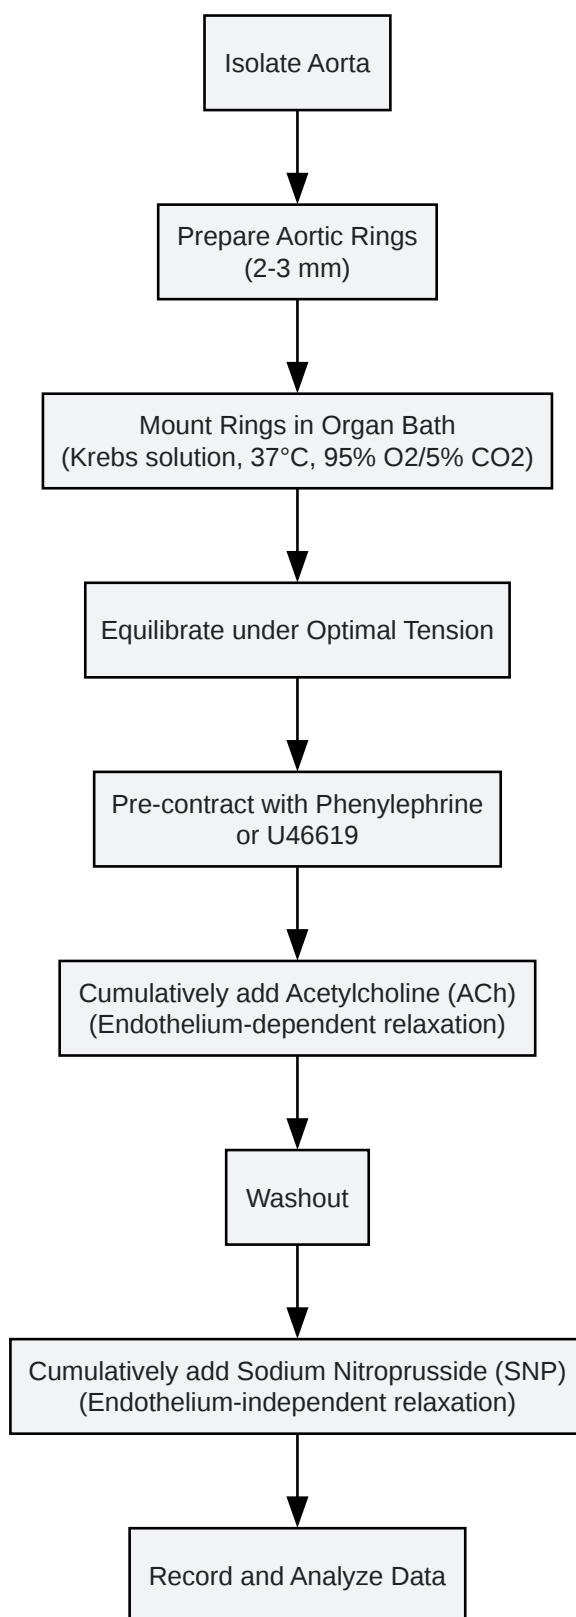 Isolate Aorta
Prepare Aortic Rings
(2-3 mm)
Mount Rings in Organ Bath
(Krebs solution, 37°C, 95% O2/5% CO2)
Equilibrate under Optimal Tension
Pre-contract with Phenylephrine
or U46619
Cumulatively add Acetylcholine (ACh)
(Endothelium-dependent relaxation)
Washout
Cumulatively add Sodium Nitroprusside (SNP)
(Endothelium-independent relaxation)
Record and Analyze Data